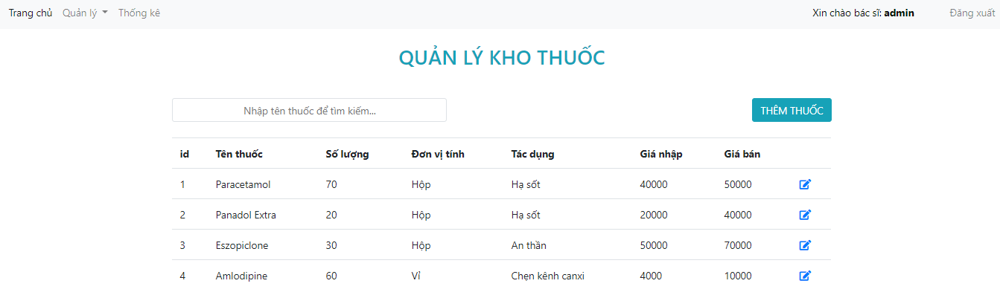 Trang chủ Quản lý Thống kê Xin chào bác sĩ: admin Đăng xuất
QUẢN LÝ KHO THUỐC
Nhập tên thuốc để tìm kiếm... THÊM THUỐC
id Tên thuốc Số lượng Đơn vị tính Tác dụng Giá nhập Giá bán
1 Paracetamol 70 Hộp Hạ sốt 40000 50000
2 Panadol Extra 20 Hộp Hạ sốt 20000 40000
3 Eszopiclone 30 Hộp An thần 50000 70000
4 Amlodipine 60 Vỉ Chẹn kênh canxi 4000 10000